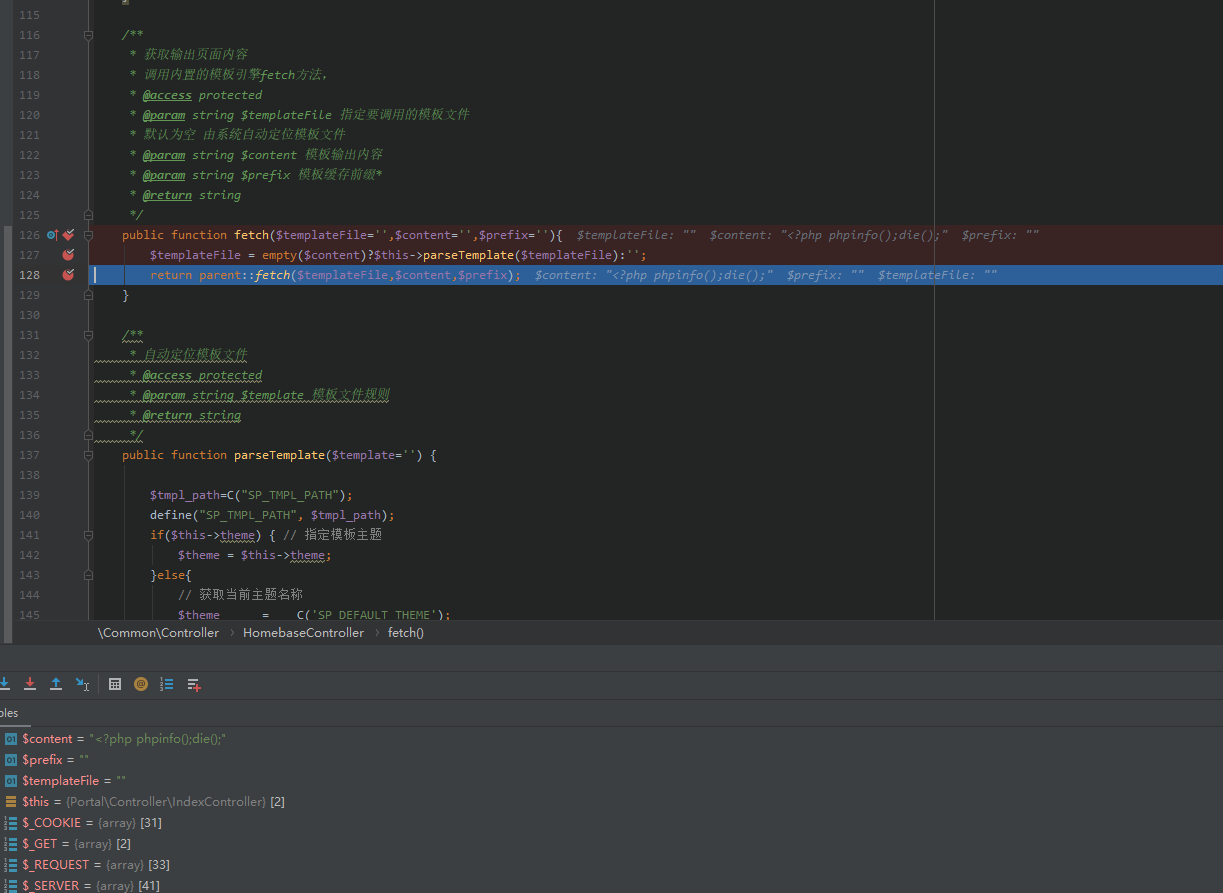 115
116 /**
117 * 获取输出页面内容
118 * 调用内置的模板引擎fetch方法，
119 * @access protected
120 * @param string $templateFile 指定要调用的模板文件
121 * 默认为空 由系统自动定位模板文件
122 * @param string $content 模板输出内容
123 * @param string $prefix 模板缓存前缀*
124 * @return string
125 */
126 public function fetch($templateFile='',$content='',$prefix=''){ $templateFile: "" $content: "<?php phpinfo();die();" $prefix: ""
127 $templateFile = empty($content)?$this->parseTemplate($templateFile):'';
128 return parent::fetch($templateFile,$content,$prefix); $content: "<?php phpinfo();die();" $prefix: "" $templateFile: ""
129 }
130
131 /**
132 * 自动定位模板文件
133 * @access protected
134 * @param string $template 模板文件规则
135 * @return string
136 */
137 public function parseTemplate($template='') {
138
139 $tmpl_path=C("SP_TMPL_PATH");
140 define("SP_TMPL_PATH", $tmpl_path);
141 if($this->theme) { // 指定模板主题
142 $theme = $this->theme;
143 }else{
144 // 获取当前主题名称
145 $theme = C('SP_DEFAULT_THEME');
\Common\Controller › HomebaseController › fetch()
bles
$content = "<?php phpinfo();die();"
$prefix = ""
$templateFile = ""
$this = {Portal\Controller\IndexController} [2]
$_COOKIE = {array} [31]
$_GET = {array} [2]
$_REQUEST = {array} [33]
$_SERVER = {array} [41]